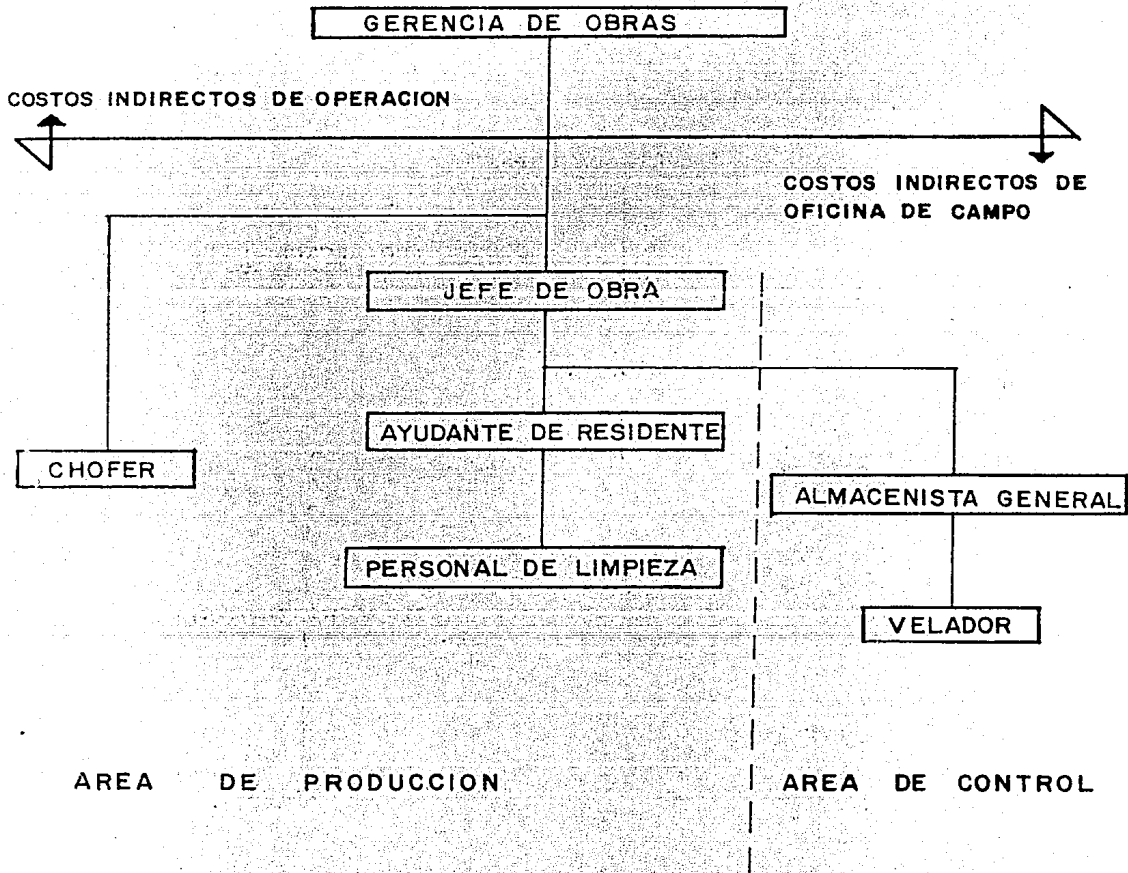 GERENCIA DE OBRAS
COSTOS INDIRECTOS DE OPERACION
COSTOS INDIRECTOS DE
OFICINA DE CAMPO
JEFE DE OBRA
AYUDANTE DE RESIDENTE
CHOFER
ALMACENISTA GENERAL
PERSONAL DE LIMPIEZA
VELADOR
AREA DE PRODUCCION
AREA DE CONTROL